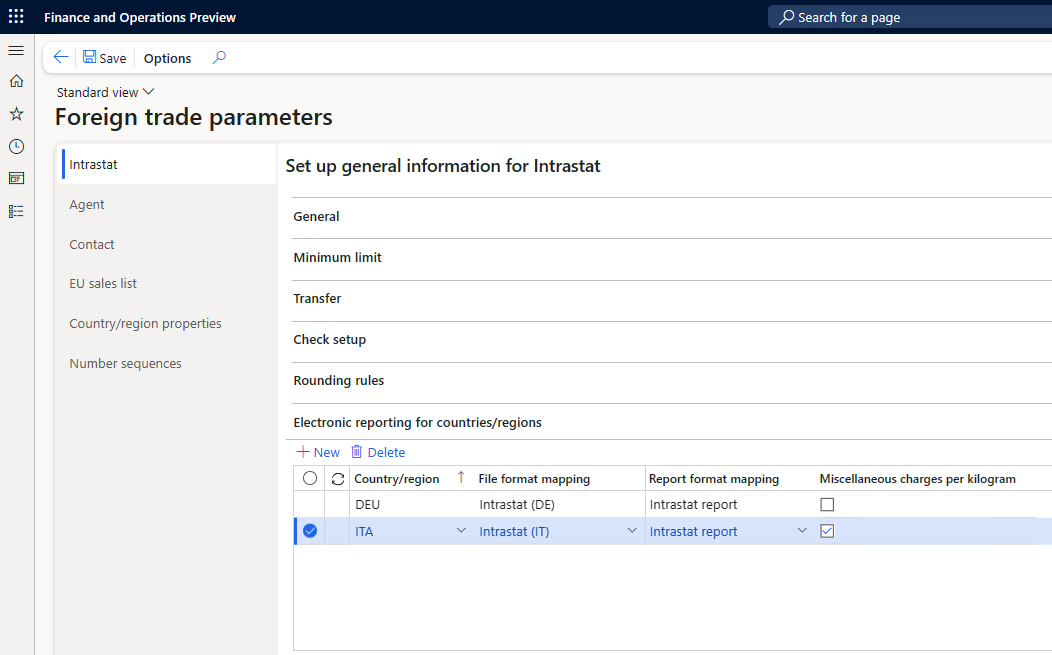 Finance and Operations Preview
Search for a page
Save
Options
Standard view
Foreign trade parameters
Intrastat
Agent
Contact
EU sales list
Country/region properties
Number sequences
Set up general information for Intrastat
General
Minimum limit
Transfer
Check setup
Rounding rules
Electronic reporting for countries/regions
New Delete
Country/region File format mapping Report format mapping Miscellaneous charges per kilogram
DEU Intrastat (DE) Intrastat report
ITA Intrastat (IT) Intrastat report